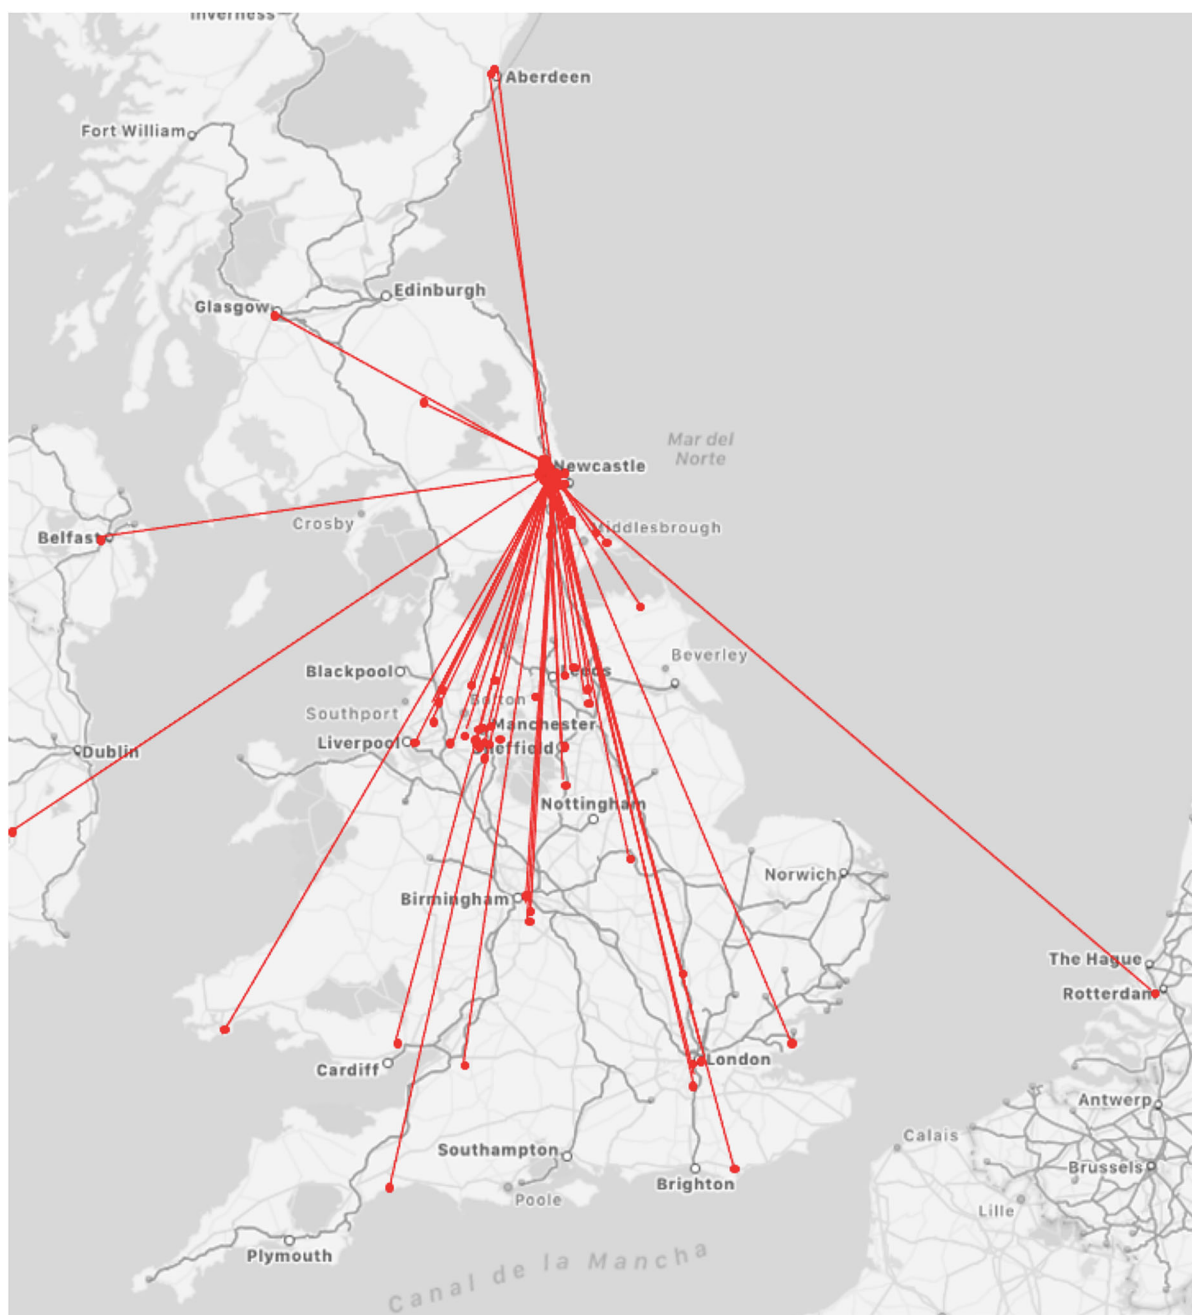 Inverness
Aberdeen
Fort William
Edinburgh
Glasgow
Mar del
Norte
Newcastle
Crosby
Middlesbrough
Belfast
Beverley
Blackpool
Leeds
Bolton
Southport
Manchester
Liverpool
Sheffield
Dublin
Nottingham
Norwich
Birmingham
The Hague
Rotterdam
London
Cardiff
Antwerp
Calais
Southampton
Brussels
Brighton
Poole
Lille
Plymouth
Canal de la Mancha